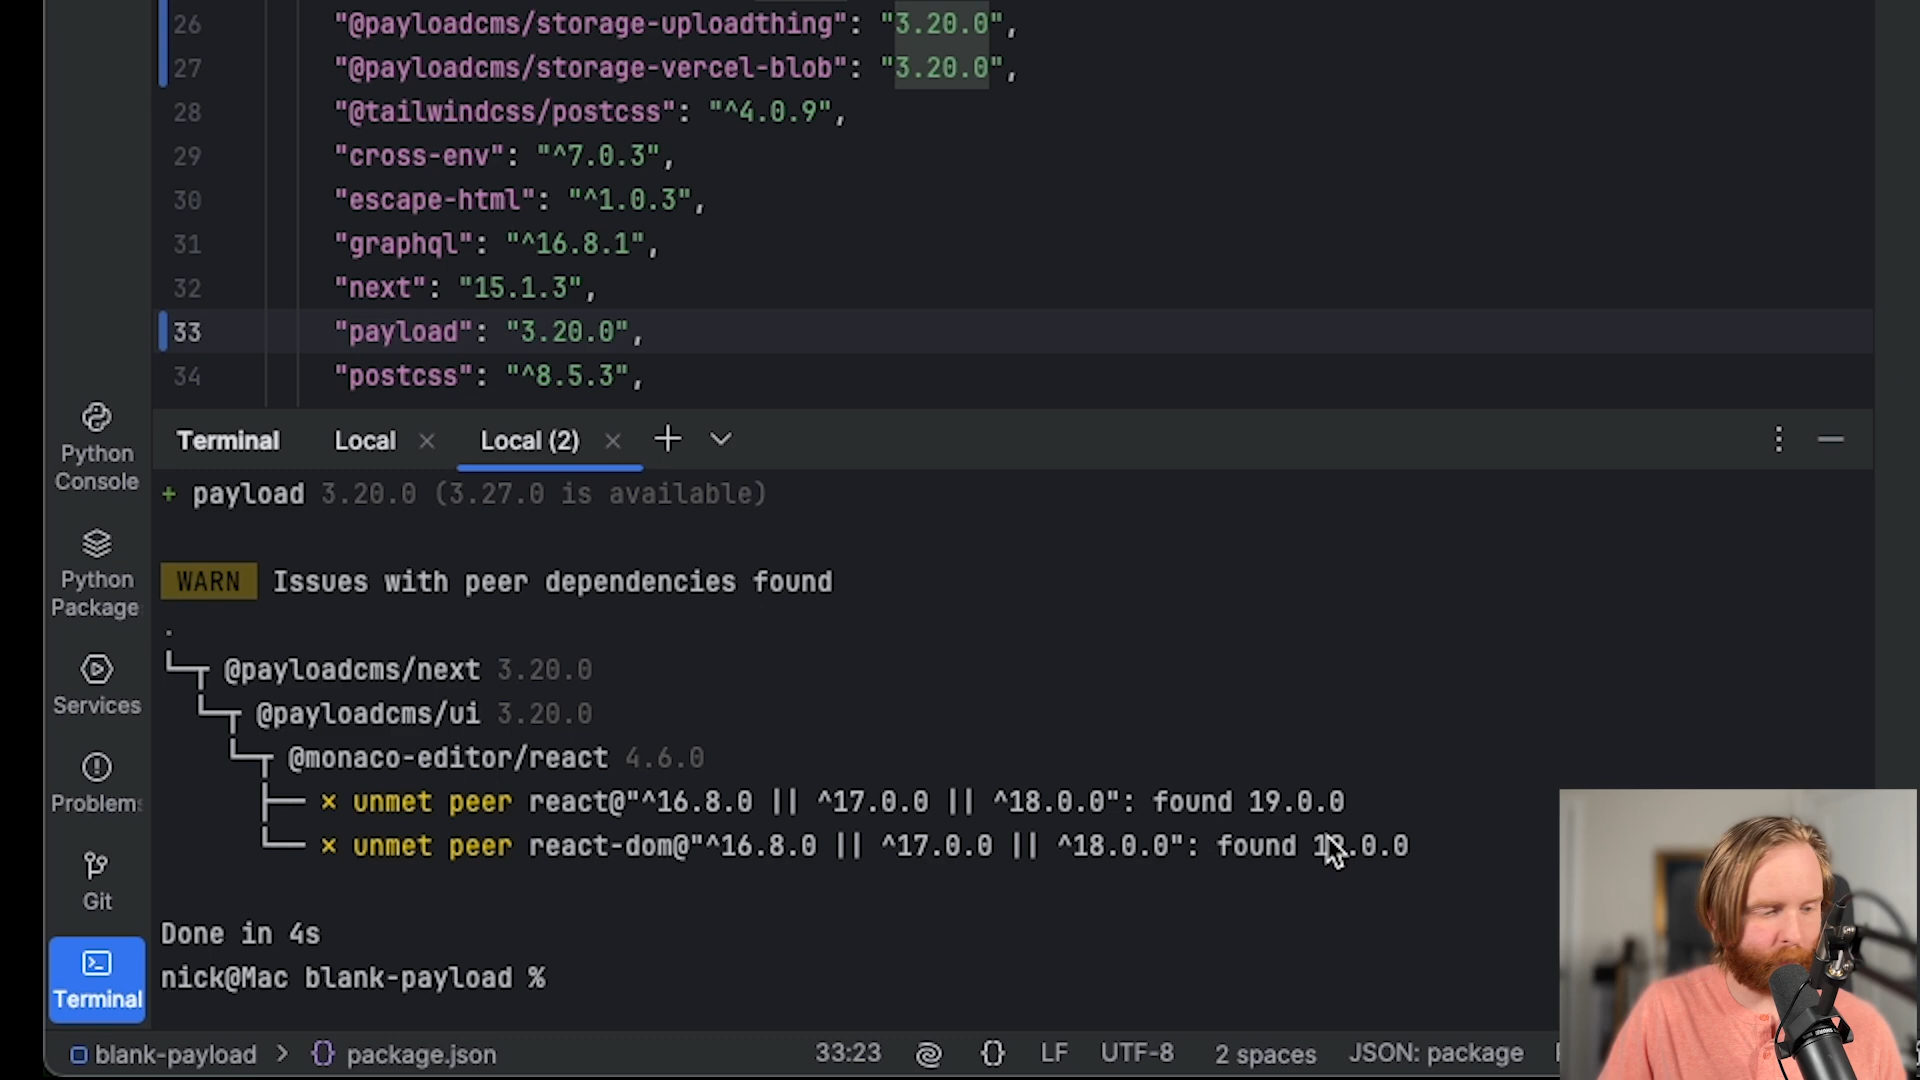 26 "@payloadcms/storage-uploadthing": "3.20.0",
27 "@payloadcms/storage-vercel-blob": "3.20.0",
28 "@tailwindcss/postcss": "^4.0.9",
29 "cross-env": "^7.0.3",
30 "escape-html": "^1.0.3",
31 "graphql": "^16.8.1",
32 "next": "15.1.3",
33 "payload": "3.20.0",
34 "postcss": "^8.5.3",
Python
Console
Python
Package
Services
Problem
Git
Terminal
Terminal Local × Local (2) ×
+ payload 3.20.0 (3.27.0 is available)
WARN Issues with peer dependencies found
.
└─┬ @payloadcms/next 3.20.0
└─┬ @payloadcms/ui 3.20.0
└─┬ @monaco-editor/react 4.6.0
├── × unmet peer react@"^16.8.0 || ^17.0.0 || ^18.0.0": found 19.0.0
└── × unmet peer react-dom@"^16.8.0 || ^17.0.0 || ^18.0.0": found 19.0.0
Done in 4s
nick@Mac blank-payload %
blank-payload > {} package.json 33:23 {} LF UTF-8 2 spaces JSON: package